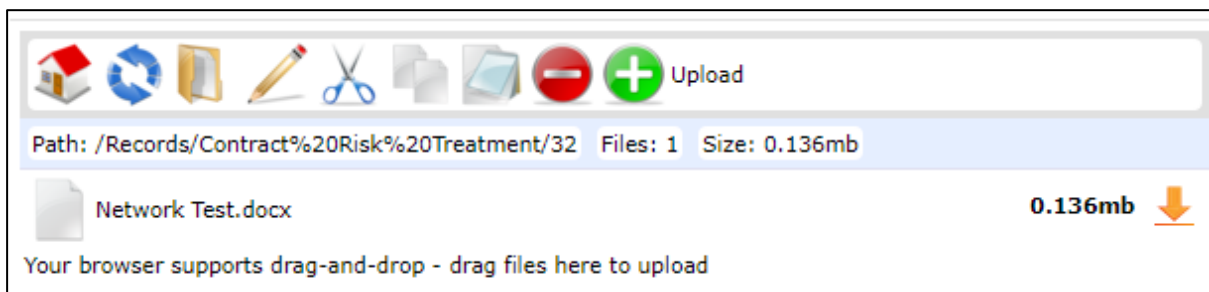 Upload
Path: /Records/Contract%20Risk%20Treatment/32 Files: 1 Size: 0.136mb
Network Test.docx 0.136mb
Your browser supports drag-and-drop - drag files here to upload